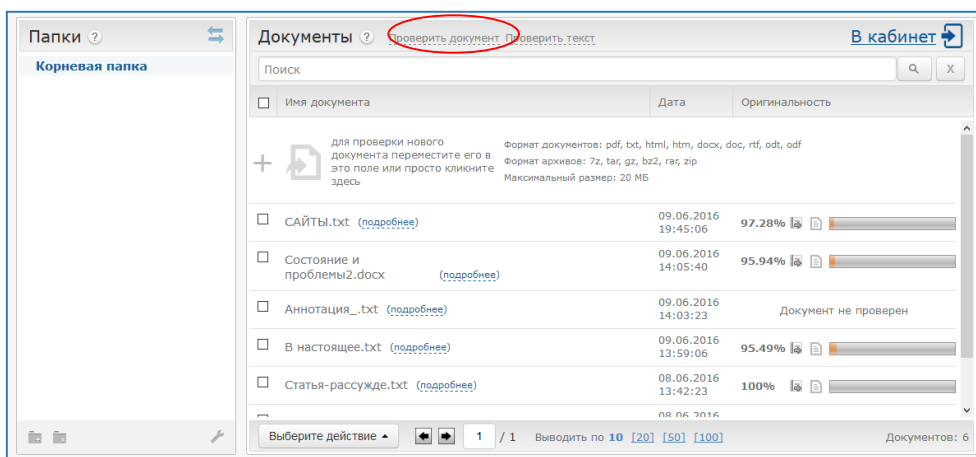 Папки ?
Корневая папка
Документы ? Проверить документ Проверить текст В кабинет
Поиск X
Имя документа Дата Оригинальность
для проверки нового
документа переместите его в
это поле или просто кликните
здесь
Формат документов: pdf, txt, html, htm, docx, doc, rtf, odt, odf
Формат архивов: 7z, tar, gz, bz2, rar, zip
Максимальный размер: 20 МБ
САЙТЫ.txt (подробнее) 09.06.2016
19:45:06 97.28%
Состояние и
проблемы2.docx (подробнее) 09.06.2016
14:05:40 95.94%
Аннотация_.txt (подробнее) 09.06.2016
14:03:23 Документ не проверен
В настоящее.txt (подробнее) 09.06.2016
13:59:06 95.49%
Статья-рассужде.txt (подробнее) 08.06.2016
13:42:23 100%
08.06.2016
Выберите действие 1 / 1 Выводить по 10 [20] [50] [100] Документов: 6